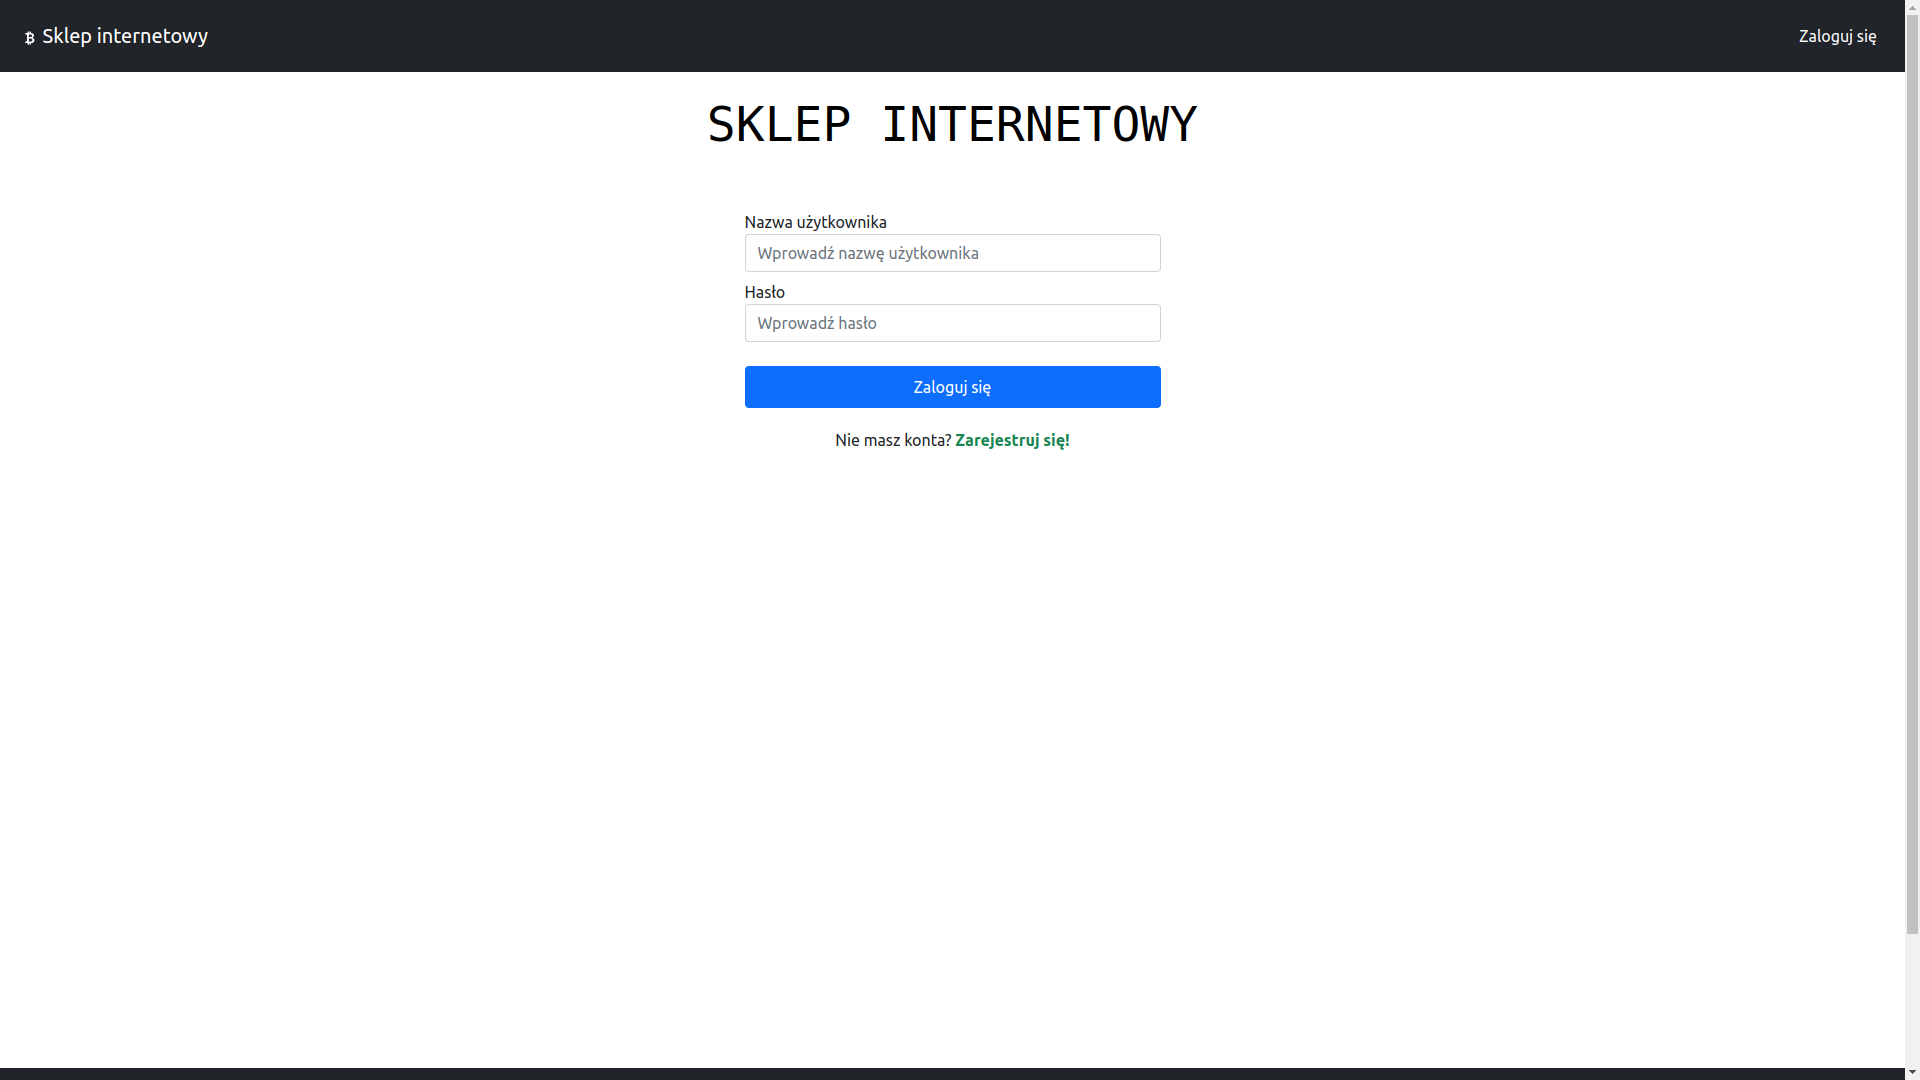 Sklep internetowy
Zaloguj się
SKLEP INTERNETOWY
Nazwa użytkownika
Wprowadź nazwę użytkownika
Hasło
Wprowadź hasło
Zaloguj się
Nie masz konta? Zarejestruj się!